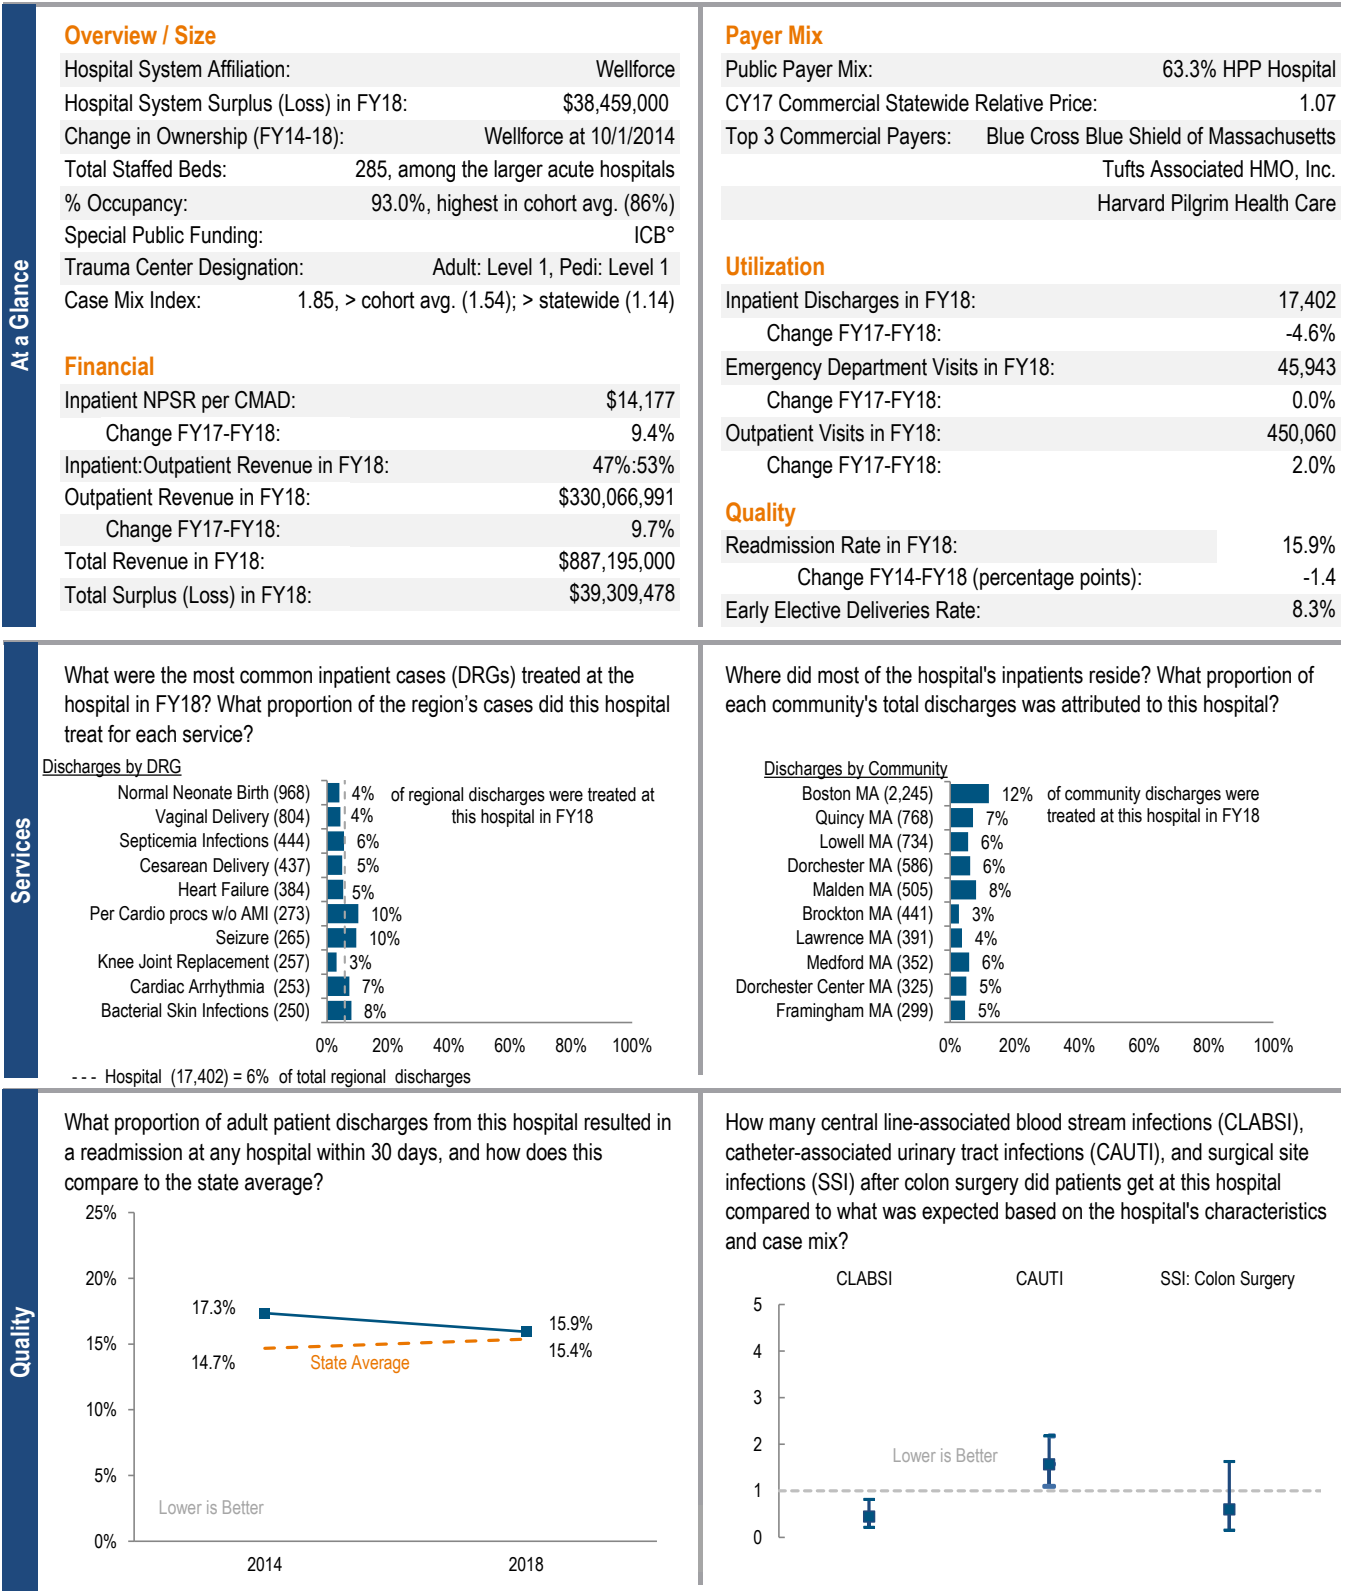 At a Glance
Overview / Size
Hospital System Affiliation: Wellforce
Hospital System Surplus (Loss) in FY18: $38,459,000
Change in Ownership (FY14-18): Wellforce at 10/1/2014
Total Staffed Beds: 285, among the larger acute hospitals
% Occupancy: 93.0%, highest in cohort avg. (86%)
Special Public Funding: ICB°
Trauma Center Designation: Adult: Level 1, Pedi: Level 1
Case Mix Index: 1.85, > cohort avg. (1.54); > statewide (1.14)
Financial
Inpatient NPSR per CMAD: $14,177
Change FY17-FY18: 9.4%
Inpatient:Outpatient Revenue in FY18: 47%:53%
Outpatient Revenue in FY18: $330,066,991
Change FY17-FY18: 9.7%
Total Revenue in FY18: $887,195,000
Total Surplus (Loss) in FY18: $39,309,478
Payer Mix
Public Payer Mix: 63.3% HPP Hospital
CY17 Commercial Statewide Relative Price: 1.07
Top 3 Commercial Payers: Blue Cross Blue Shield of Massachusetts
Tufts Associated HMO, Inc.
Harvard Pilgrim Health Care
Utilization
Inpatient Discharges in FY18: 17,402
Change FY17-FY18: -4.6%
Emergency Department Visits in FY18: 45,943
Change FY17-FY18: 0.0%
Outpatient Visits in FY18: 450,060
Change FY17-FY18: 2.0%
Quality
Readmission Rate in FY18: 15.9%
Change FY14-FY18 (percentage points): -1.4
Early Elective Deliveries Rate: 8.3%
Services
What were the most common inpatient cases (DRGs) treated at the
hospital in FY18? What proportion of the region's cases did this hospital
treat for each service?
Discharges by DRG
Normal Neonate Birth (968) 4% of regional discharges were treated at
Vaginal Delivery (804) 4% this hospital in FY18
Septicemia Infections (444) 6%
Cesarean Delivery (437) 5%
Heart Failure (384) 5%
Per Cardio procs w/o AMI (273) 10%
Seizure (265) 10%
Knee Joint Replacement (257) 3%
Cardiac Arrhythmia (253) 7%
Bacterial Skin Infections (250) 8%
0% 20% 40% 60% 80% 100%
- - - Hospital (17,402) = 6% of total regional discharges
Where did most of the hospital's inpatients reside? What proportion of
each community's total discharges was attributed to this hospital?
Discharges by Community
Boston MA (2,245) 12% of community discharges were
Quincy MA (768) 7% treated at this hospital in FY18
Lowell MA (734) 6%
Dorchester MA (586) 6%
Malden MA (505) 8%
Brockton MA (441) 3%
Lawrence MA (391) 4%
Medford MA (352) 6%
Dorchester Center MA (325) 5%
Framingham MA (299) 5%
0% 20% 40% 60% 80% 100%
Quality
What proportion of adult patient discharges from this hospital resulted in
a readmission at any hospital within 30 days, and how does this
compare to the state average?
25%
20%
17.3% 15.9%
15%
14.7% State Average 15.4%
10%
5%
Lower is Better
0%
2014 2018
How many central line-associated blood stream infections (CLABSI),
catheter-associated urinary tract infections (CAUTI), and surgical site
infections (SSI) after colon surgery did patients get at this hospital
compared to what was expected based on the hospital's characteristics
and case mix?
CLABSI CAUTI SSI: Colon Surgery
5
4
3
2
Lower is Better
1
0